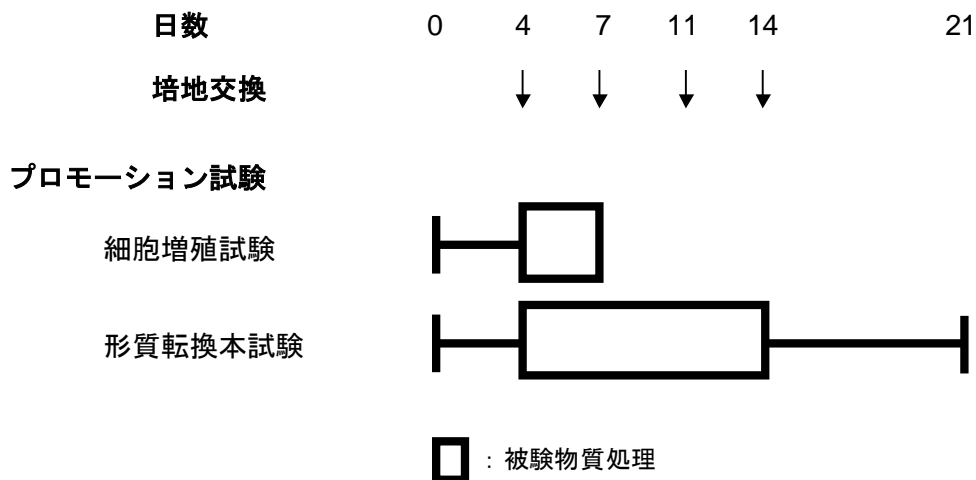 日数 0 4 7 11 14 21
培地交換
プロモーション試験
細胞増殖試験
形質転換本試験
：被験物質処理